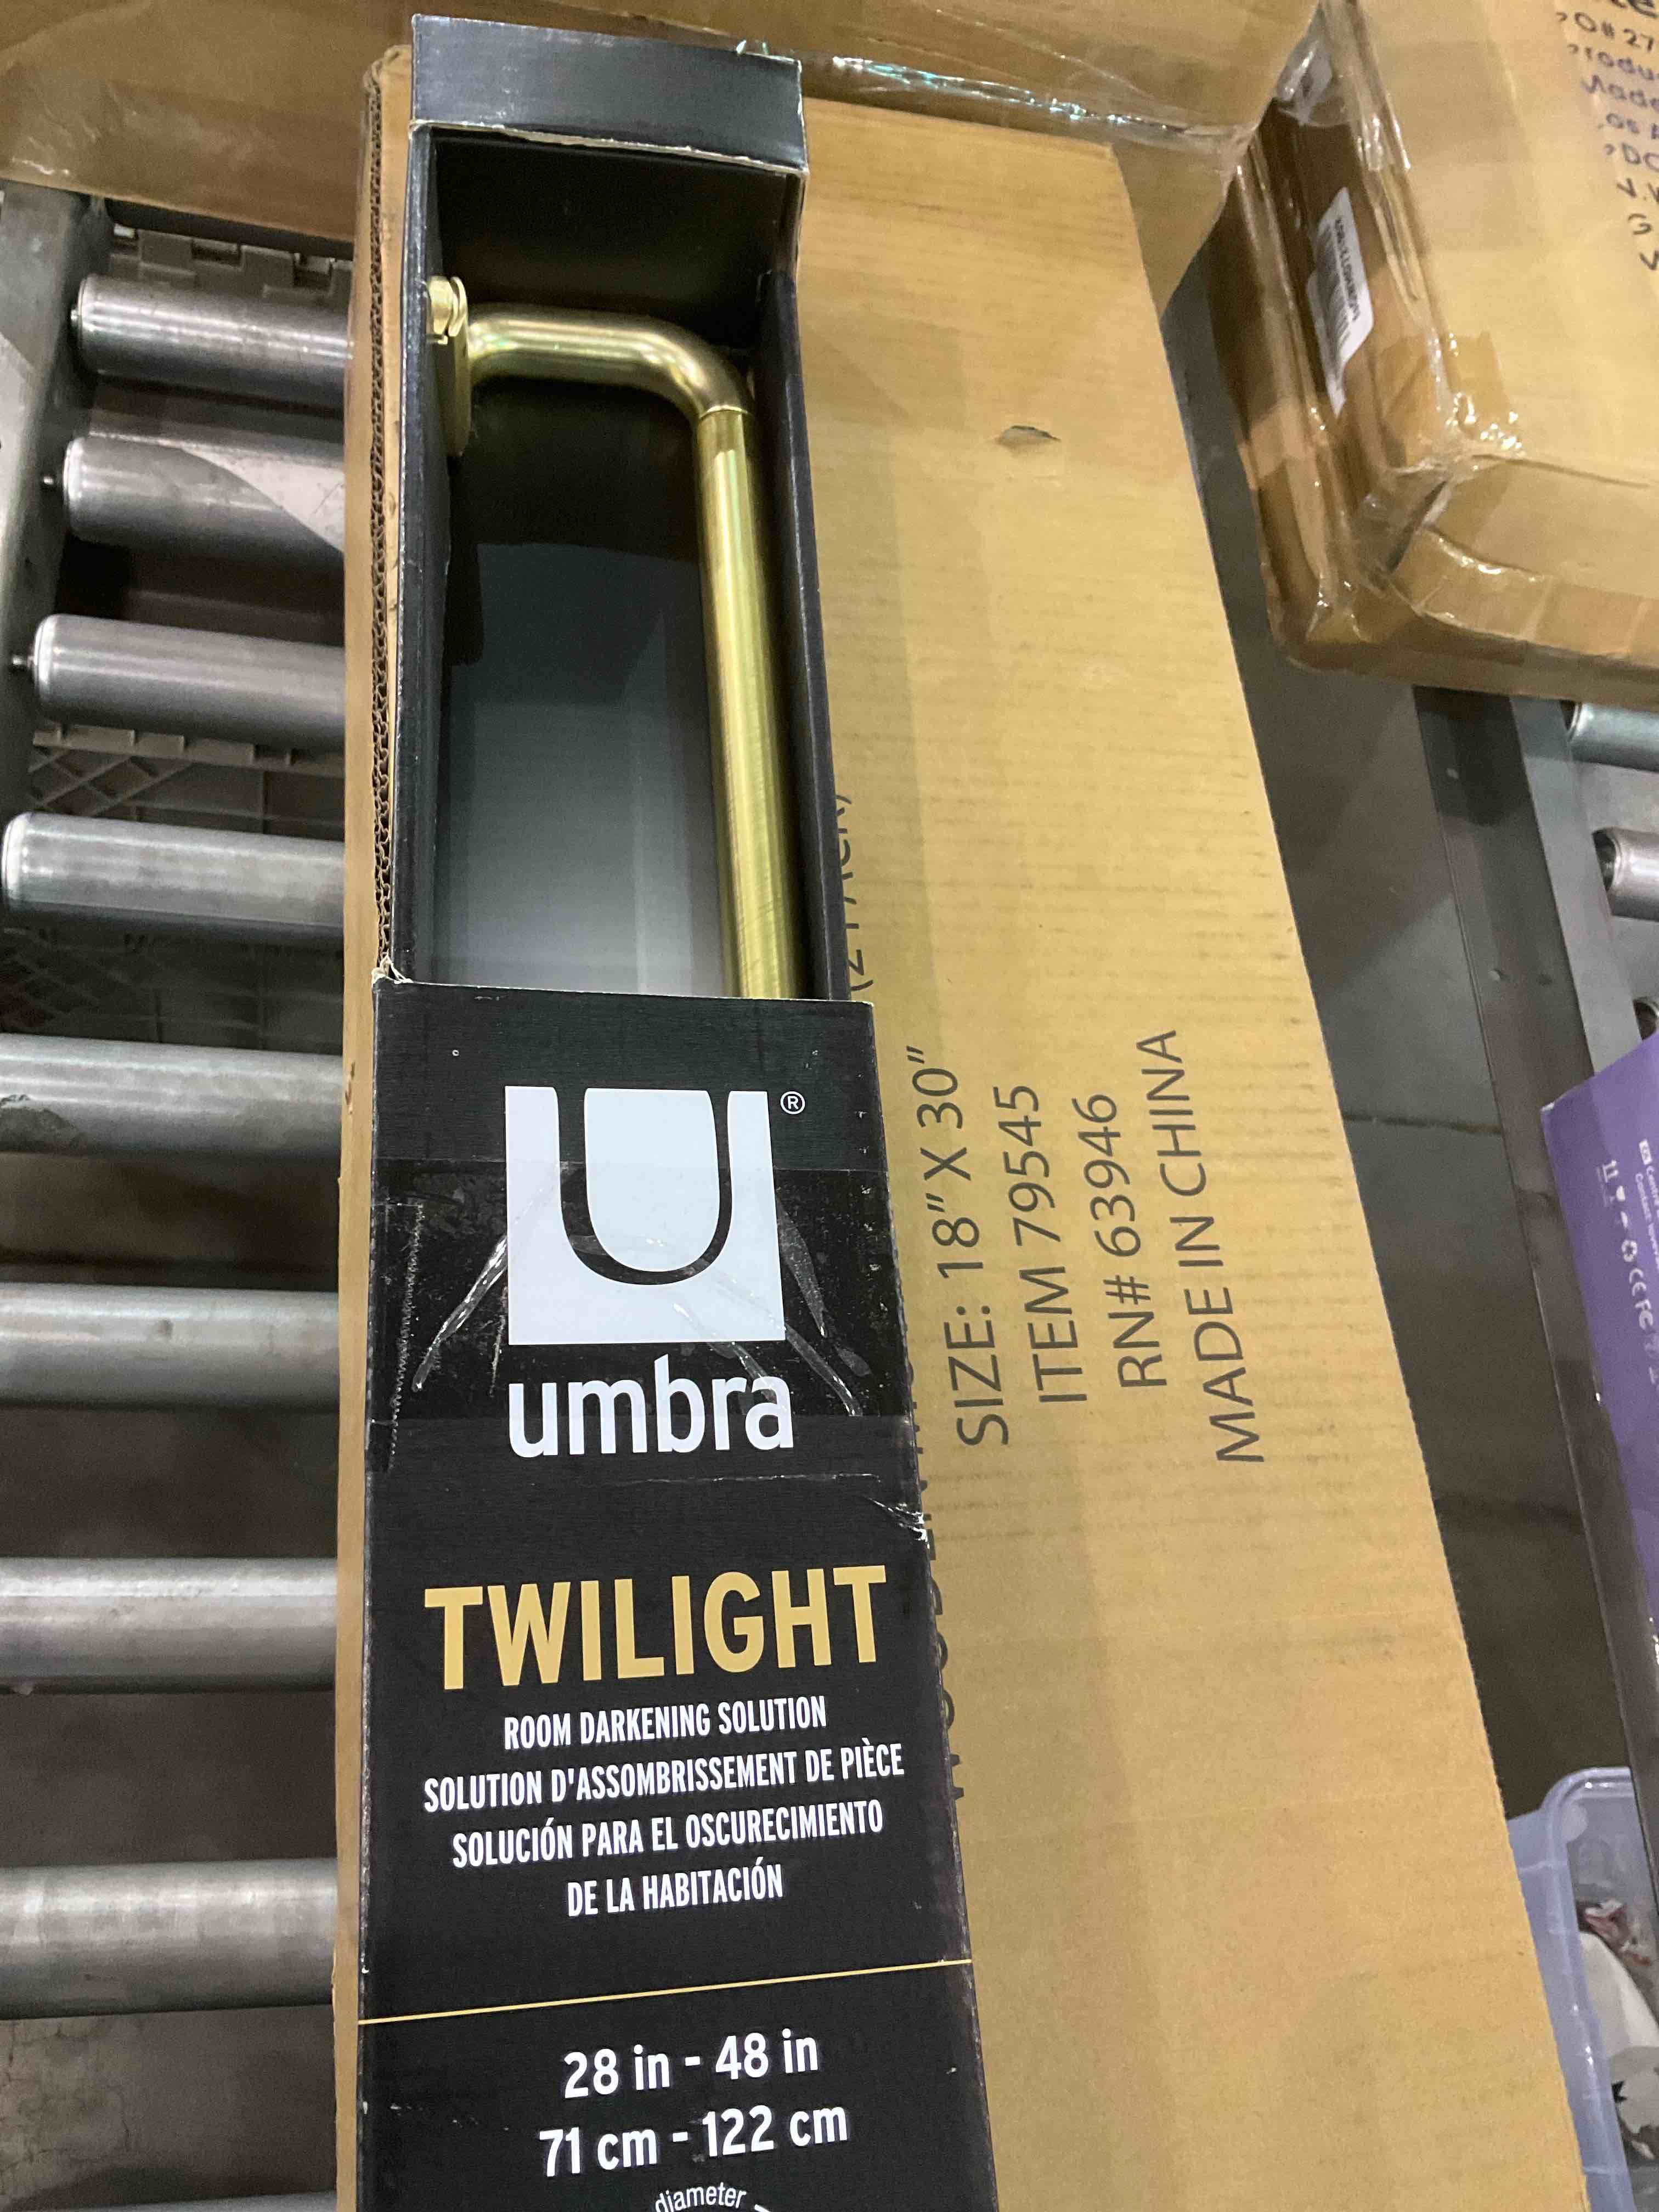 U®
umbra
TWILIGHT
ROOM DARKENING SOLUTION
SOLUTION D'ASSOMBRISSEMENT DE PIÈCE
SOLUCIÓN PARA EL OSCURECIMIENTO
DE LA HABITACIÓN
28 in - 48 in
71 cm - 122 cm
diameter
SIZE: 18" X 30"
ITEM 79545
RN# 63946
MADE IN CHINA